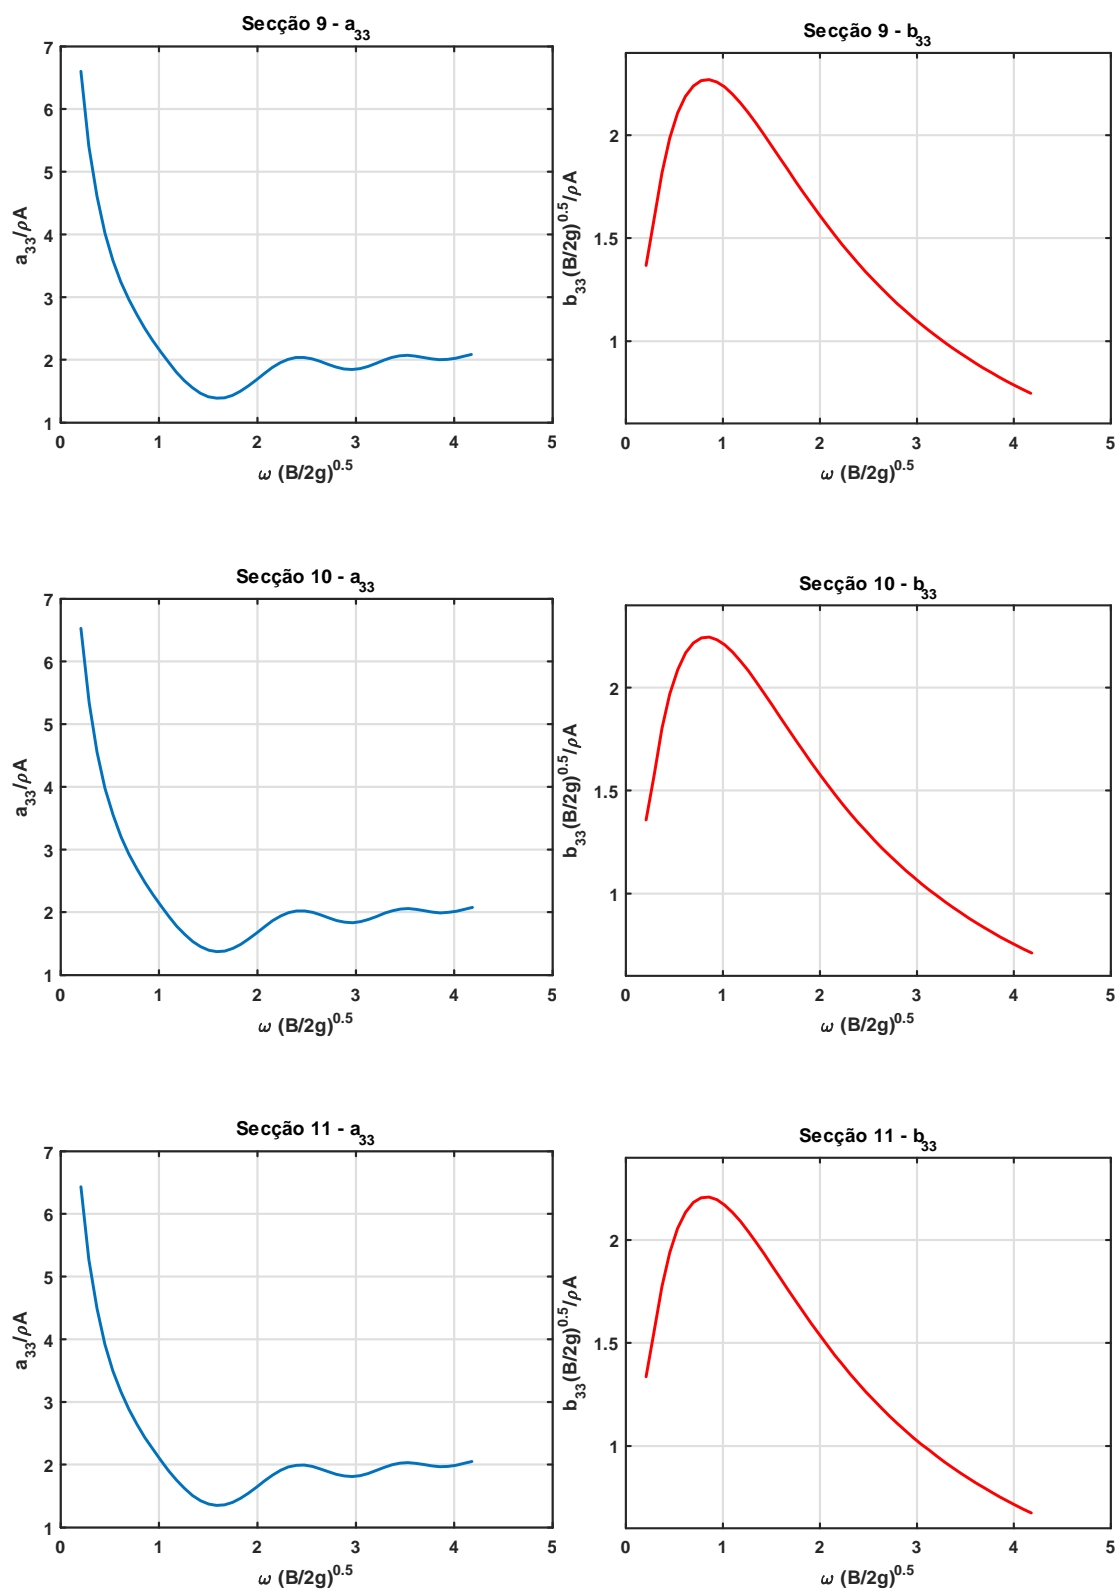 Secção 9 - a33
7
6
5
4
3
2
1
a33/ρA
0 1 2 3 4 5
ω (B/2g)^0.5
Secção 9 - b33
2
1.5
1
b33(B/2g)^0.5/ρA
0 1 2 3 4 5
ω (B/2g)^0.5
Secção 10 - a33
7
6
5
4
3
2
1
a33/ρA
0 1 2 3 4 5
ω (B/2g)^0.5
Secção 10 - b33
2
1.5
1
b33(B/2g)^0.5/ρA
0 1 2 3 4 5
ω (B/2g)^0.5
Secção 11 - a33
7
6
5
4
3
2
1
a33/ρA
0 1 2 3 4 5
ω (B/2g)^0.5
Secção 11 - b33
2
1.5
1
b33(B/2g)^0.5/ρA
0 1 2 3 4 5
ω (B/2g)^0.5